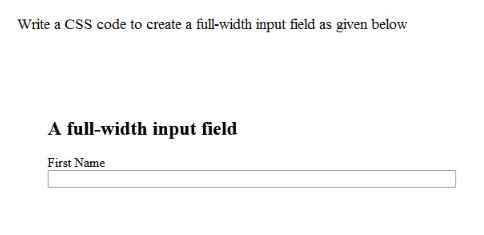 Write a CSS code to create a full-width input field as given below
A full-width input field
First Name